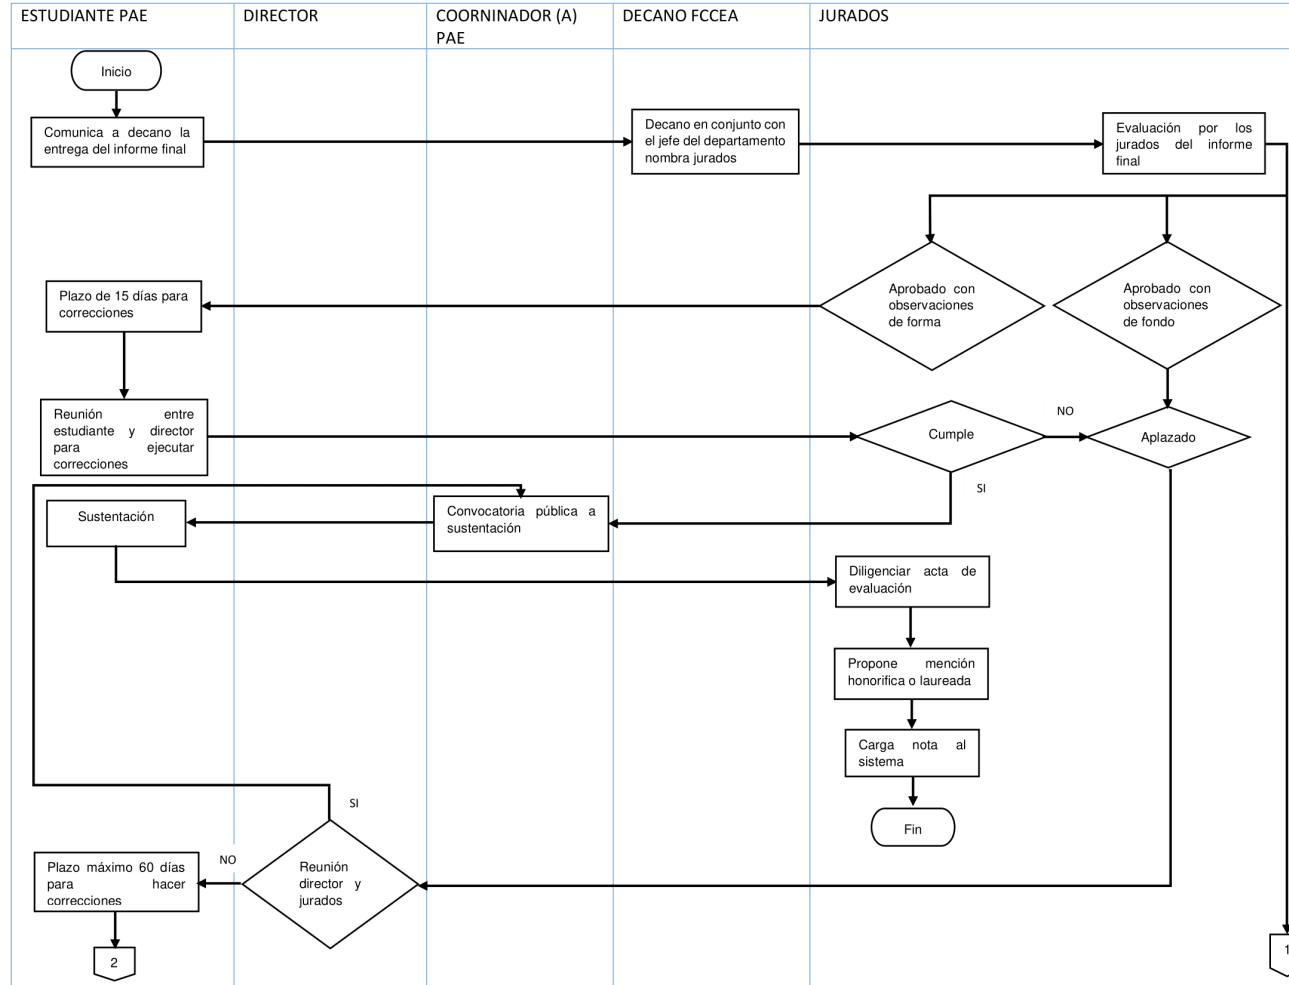 ESTUDIANTE PAE
DIRECTOR
COORNINADOR (A)
PAE
DECANO FCCEA
JURADOS
Inicio
Comunica a decano la
entrega del informe final
Decano en conjunto con
el jefe del departamento
nombra jurados
Evaluación por los
jurados del informe
final
Plazo de 15 días para
correcciones
Aprobado con
observaciones
de forma
Aprobado con
observaciones
de fondo
Reunión entre
estudiante y director
para ejecutar
correcciones
Cumple
NO
Aplazado
SI
Sustentación
Convocatoria pública a
sustentación
Diligenciar acta de
evaluación
Propone mención
honorifica o laureada
Carga nota al
sistema
Fin
SI
NO
Reunión
director y
jurados
Plazo máximo 60 días
para hacer
correcciones
2
1